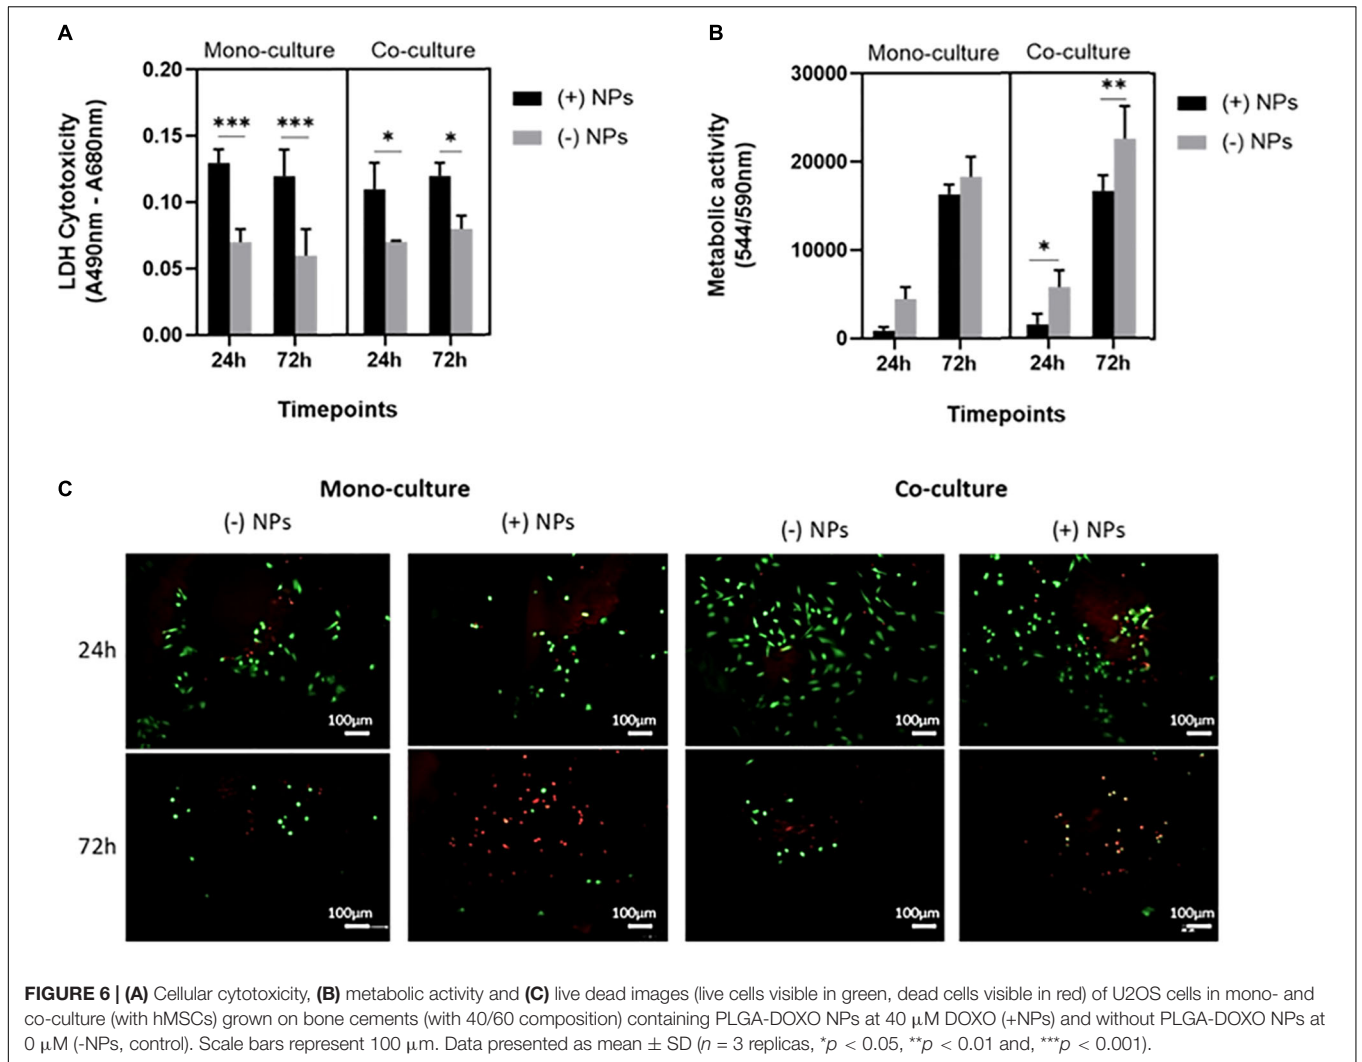 A
Mono-culture Co-culture
0.20
0.15
0.10
0.05
0.00
LDH Cytotoxicity
(A490nm - A680nm)
*** *** * *
24h 72h 24h 72h
Timepoints
(+) NPs
(-) NPs
B
Mono-culture Co-culture
30000
20000
10000
0
Metabolic activity
(544/590nm)
* **
24h 72h 24h 72h
Timepoints
(+) NPs
(-) NPs
C
Mono-culture Co-culture
(-) NPs (+) NPs (-) NPs (+) NPs
24h
100µm 100µm 100µm 100µm
72h
100µm 100µm 100µm 100µm
FIGURE 6 | (A) Cellular cytotoxicity, (B) metabolic activity and (C) live dead images (live cells visible in green, dead cells visible in red) of U2OS cells in mono- and
co-culture (with hMSCs) grown on bone cements (with 40/60 composition) containing PLGA-DOXO NPs at 40 μM DOXO (+NPs) and without PLGA-DOXO NPs at
0 μM (-NPs, control). Scale bars represent 100 μm. Data presented as mean ± SD (n = 3 replicas, *p < 0.05, **p < 0.01 and, ***p < 0.001).